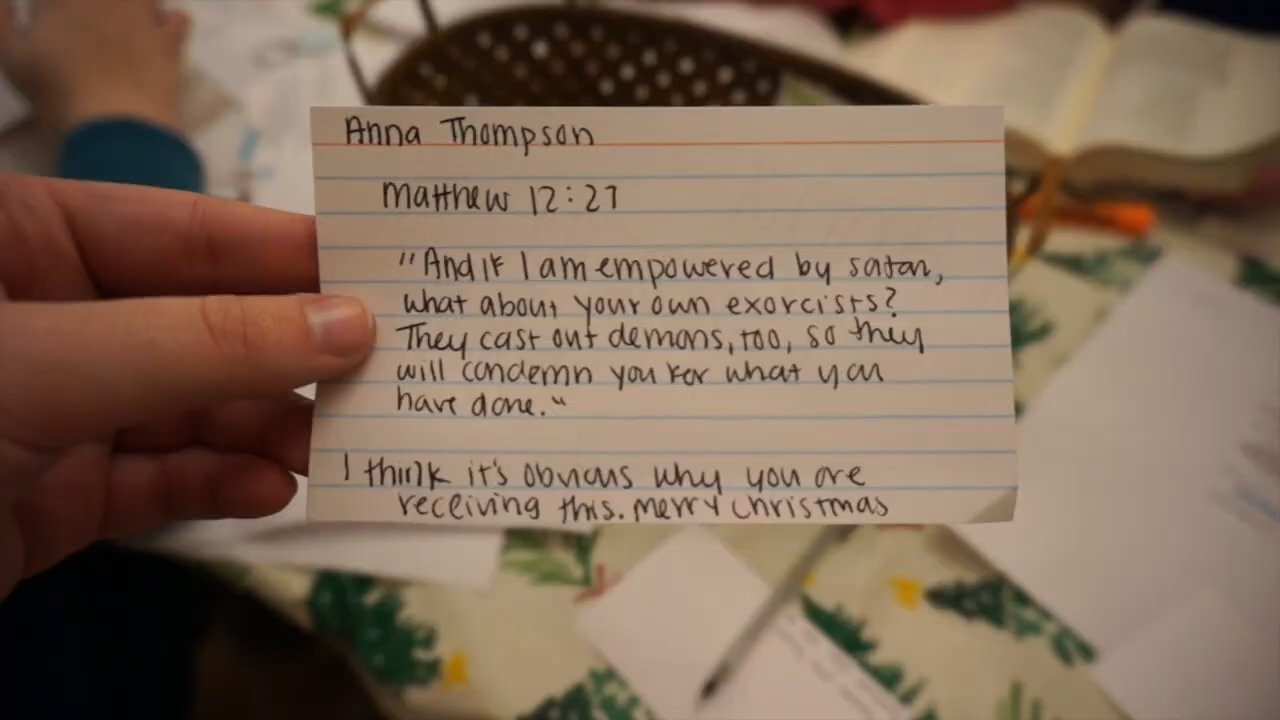 Anna Thompson
Matthew 12:27
"And if I am empowered by satan,
what about your own exorcists?
They cast out demons, too, so they
will condemn you for what you
have done."
I think it's obvious why you are
receiving this. Merry Christmas